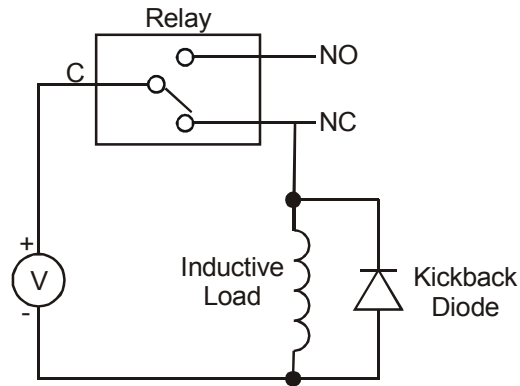 Relay
C
NO
NC
+
V
-
Inductive
Load
Kickback
Diode